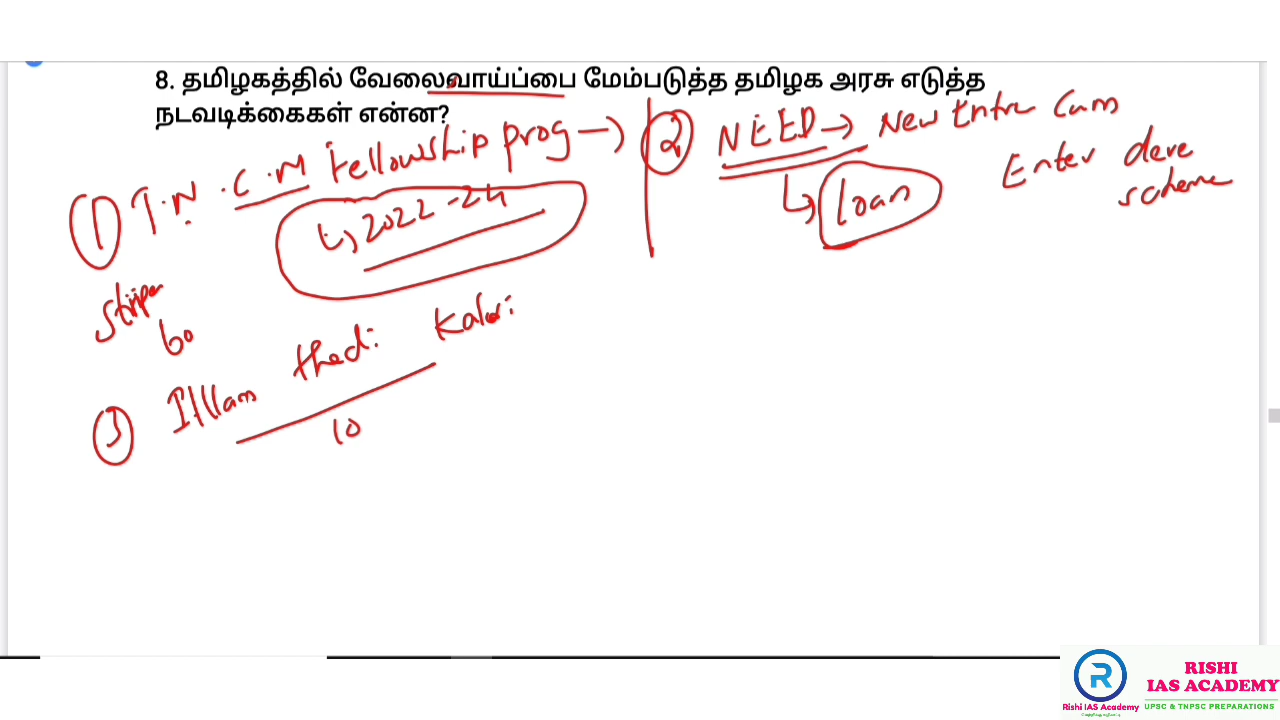 8. தமிழகத்தில் வேலைவாய்ப்பை மேம்படுத்த தமிழக அரசு எடுத்த
நடவடிக்கைகள் என்ன?
① T.N.C.M Fellowship prog →
↳ 2022-24
② NEED → New Entre Cum
Enter deve
scheme
↳ loan
60
③ Illam thedi Kalvi
10
R
Rishi IAS Academy
RISHI
IAS ACADEMY
UPSC & TNPSC PREPARATIONS